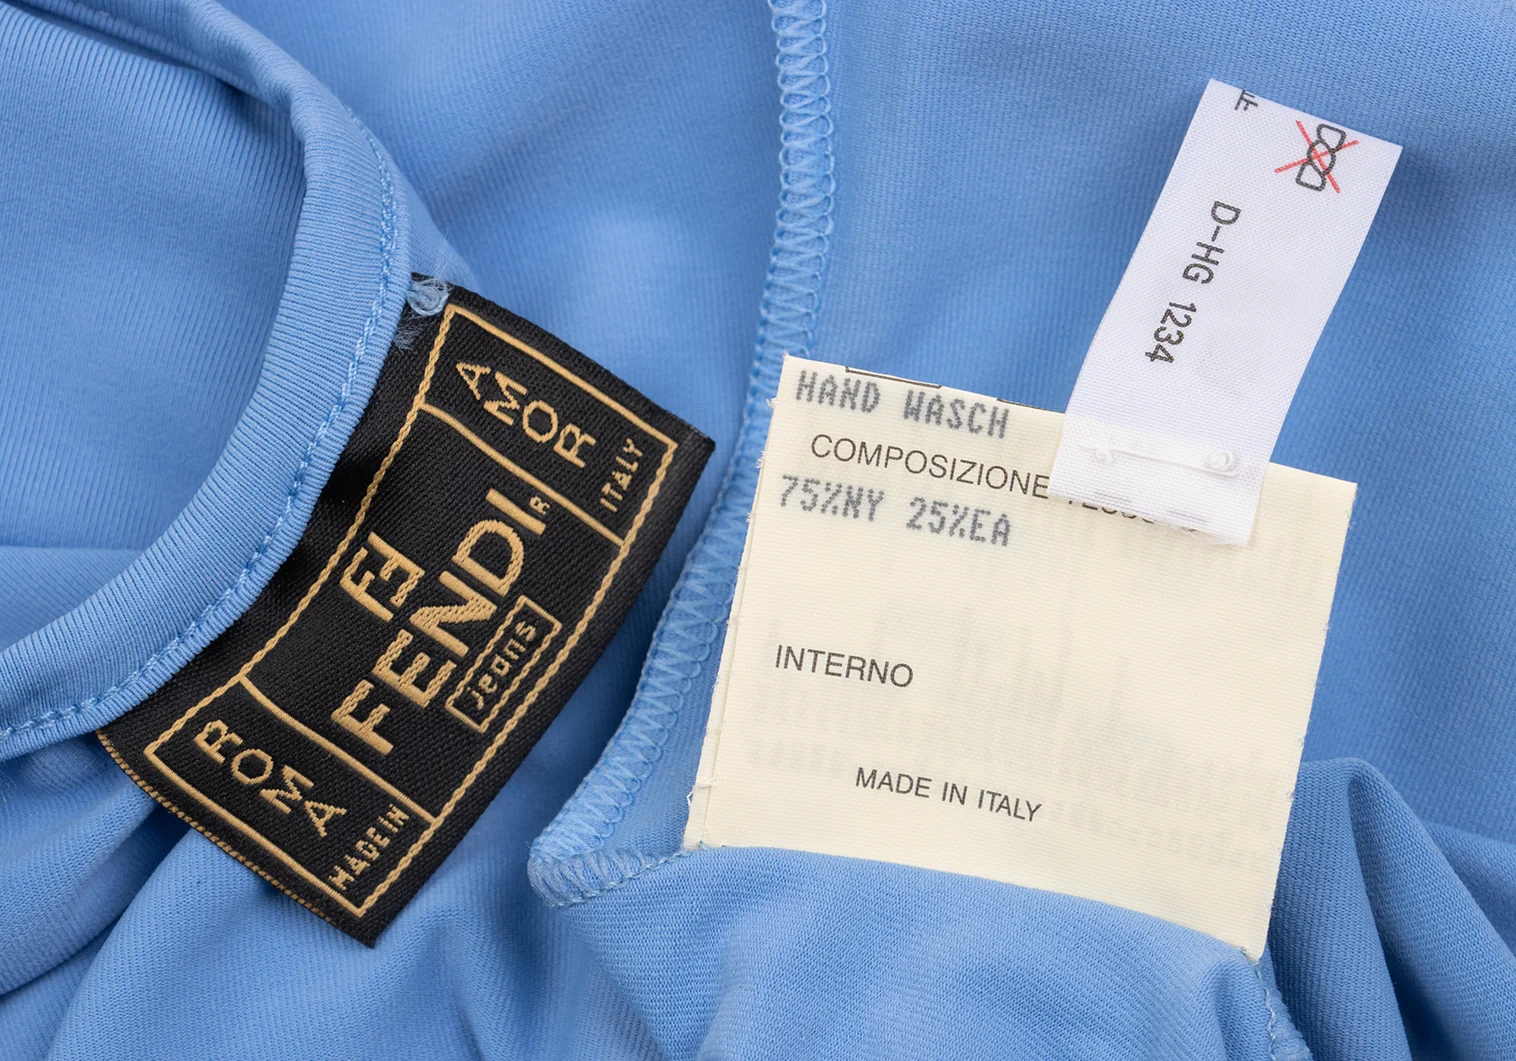 AMOR
FENDI®
jeans
ROMA
MADE IN
ITALY
HAND WASCH
COMPOSIZIONE
75%NY 25%EA
INTERNO
MADE IN ITALY
D-HG 1234